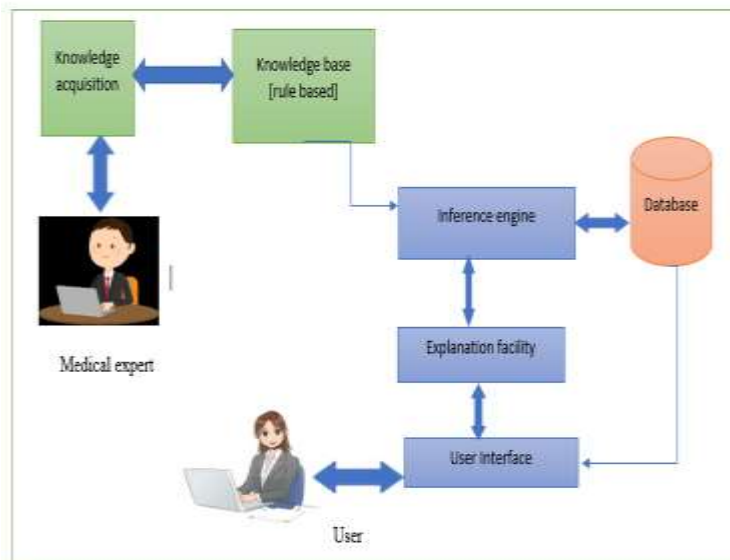 Knowledge
acquisition
Knowledge base
[rule based]
Inference engine
Database
Medical expert
Explanation facility
User Interface
User